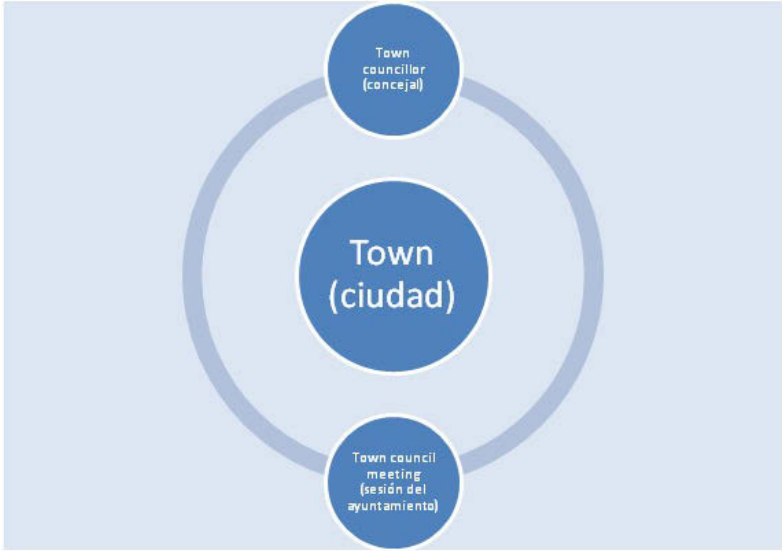 Town
councillor
(concejal)
Town
(ciudad)
Town council
meeting
(sesión del
ayuntamiento)